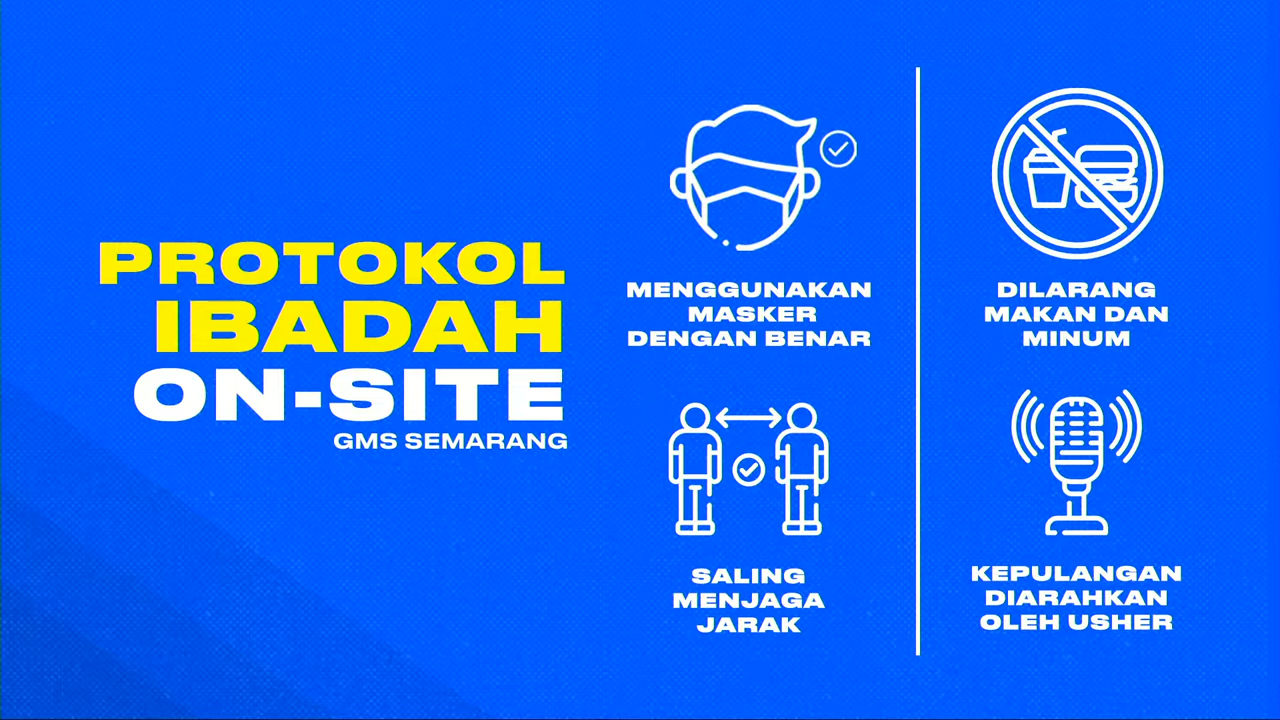 PROTOKOL
IBADAH
ON-SITE
GMS SEMARANG
MENGGUNAKAN
MASKER
DENGAN BENAR
SALING
MENJAGA
JARAK
DILARANG
MAKAN DAN
MINUM
KEPULANGAN
DIARAHKAN
OLEH USHER